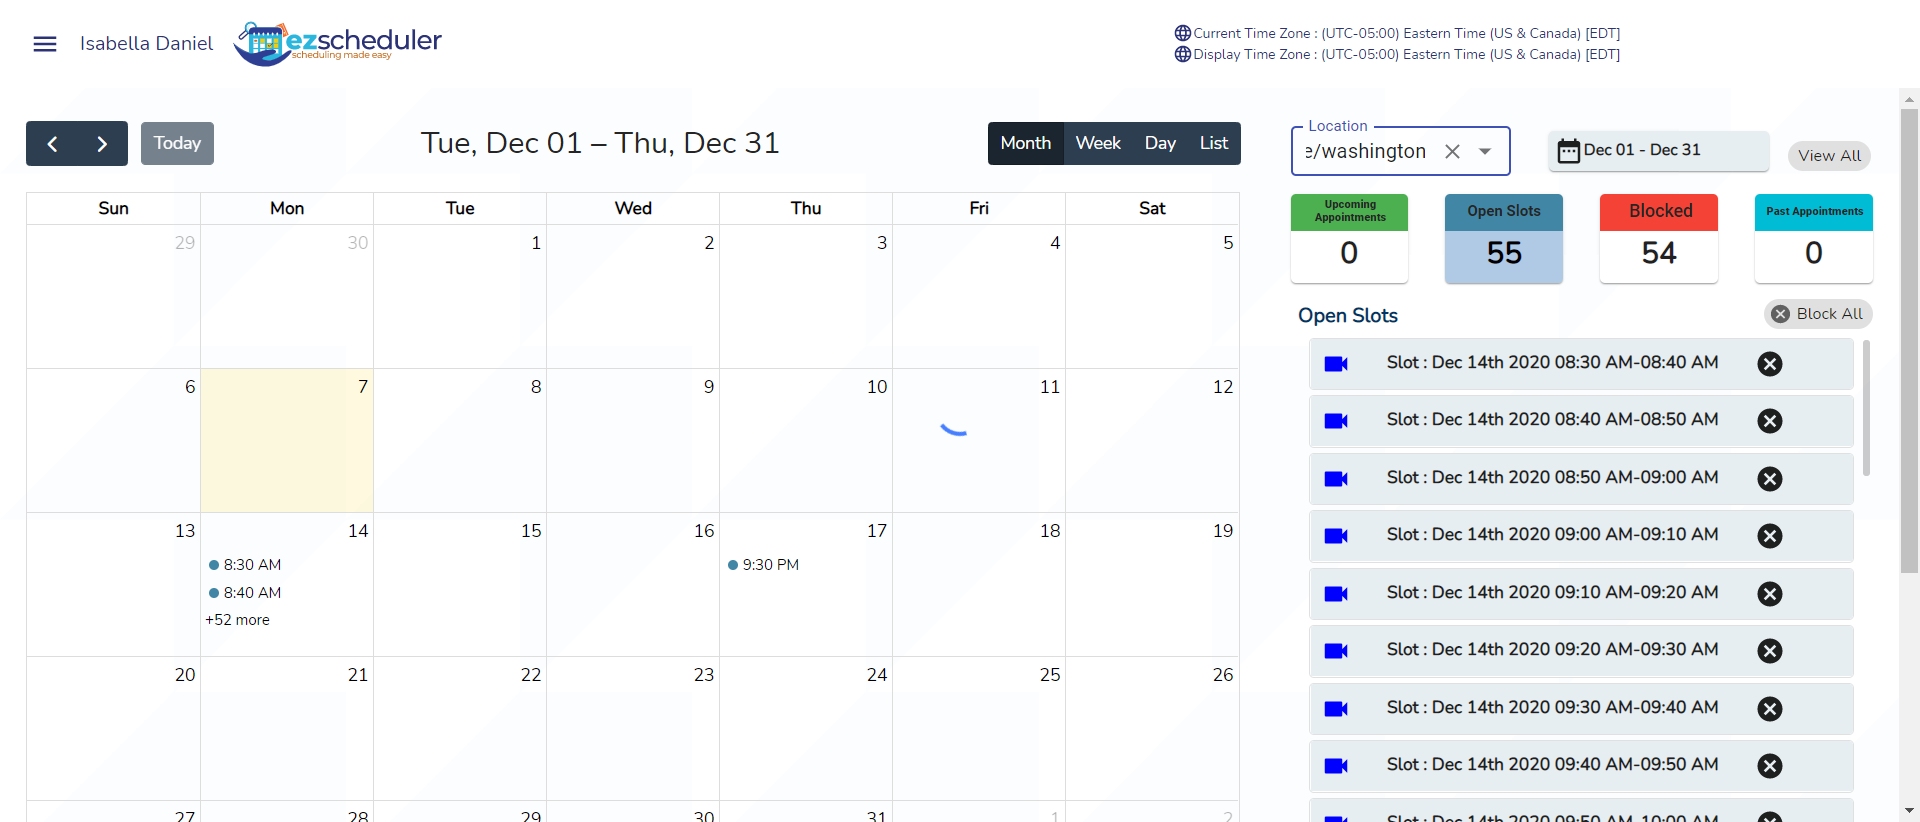 Isabella Daniel
ezscheduler
scheduling made easy
Current Time Zone : (UTC-05:00) Eastern Time (US & Canada) [EDT]
Display Time Zone : (UTC-05:00) Eastern Time (US & Canada) [EDT]
Today
Tue, Dec 01 – Thu, Dec 31
Month Week Day List
Sun Mon Tue Wed Thu Fri Sat
29 30 1 2 3 4 5
6 7 8 9 10 11 12
13 14 15 16 17 18 19
8:30 AM 9:30 PM
8:40 AM
+52 more
20 21 22 23 24 25 26
27 28 29 30 31 1 2
Location
e/washington
Dec 01 - Dec 31
View All
Upcoming
Appointments
0
Open Slots
55
Blocked
54
Past Appointments
0
Open Slots
Block All
Slot : Dec 14th 2020 08:30 AM-08:40 AM
Slot : Dec 14th 2020 08:40 AM-08:50 AM
Slot : Dec 14th 2020 08:50 AM-09:00 AM
Slot : Dec 14th 2020 09:00 AM-09:10 AM
Slot : Dec 14th 2020 09:10 AM-09:20 AM
Slot : Dec 14th 2020 09:20 AM-09:30 AM
Slot : Dec 14th 2020 09:30 AM-09:40 AM
Slot : Dec 14th 2020 09:40 AM-09:50 AM
Slot : Dec 14th 2020 09:50 AM-10:00 AM